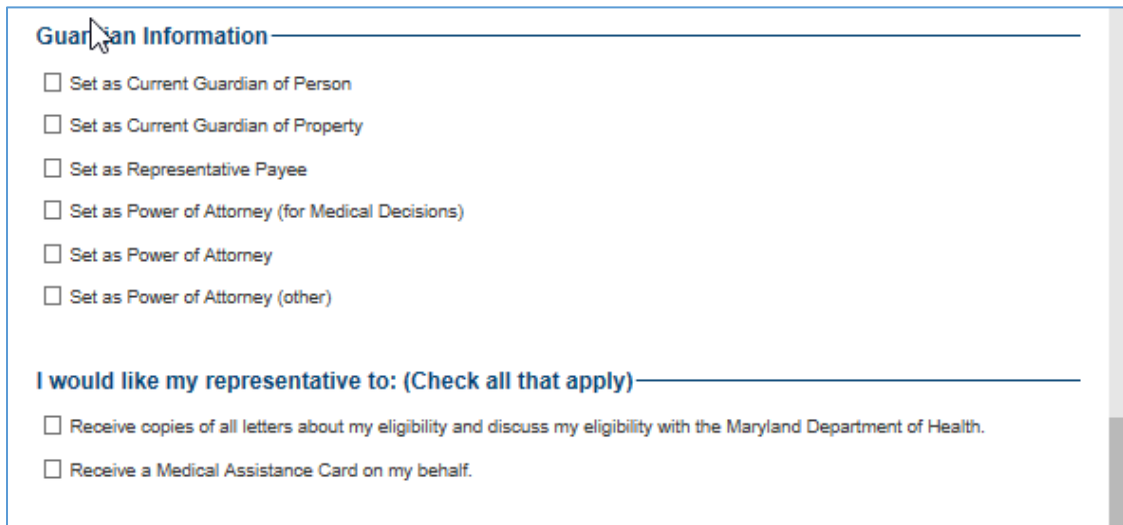 Guardian Information
Set as Current Guardian of Person
Set as Current Guardian of Property
Set as Representative Payee
Set as Power of Attorney (for Medical Decisions)
Set as Power of Attorney
Set as Power of Attorney (other)
I would like my representative to: (Check all that apply)
Receive copies of all letters about my eligibility and discuss my eligibility with the Maryland Department of Health.
Receive a Medical Assistance Card on my behalf.